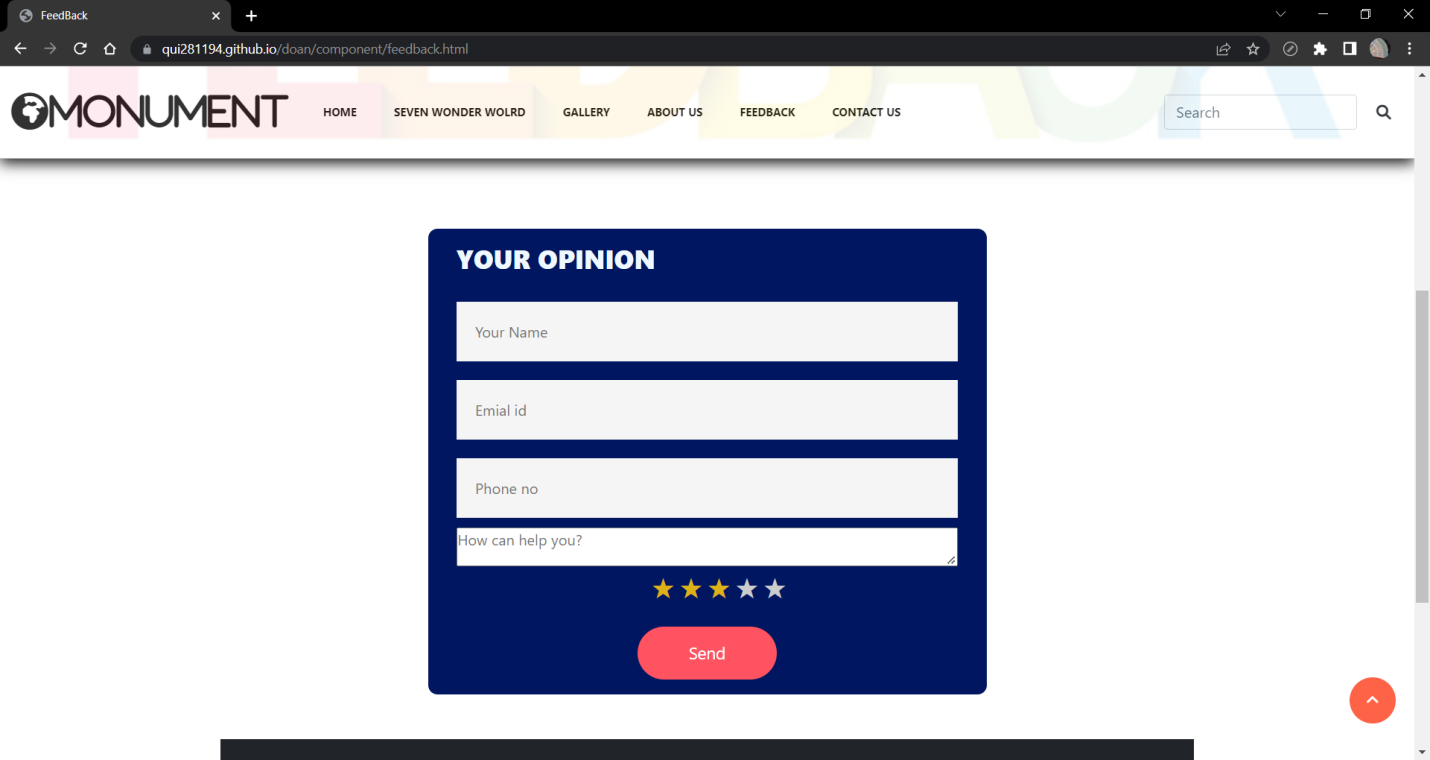 FeedBack
qui281194.github.io/doan/component/feedback.html
FEEDBACK
MONUMENT
HOME SEVEN WONDER WOLRD GALLERY ABOUT US FEEDBACK CONTACT US Search
YOUR OPINION
Your Name
Emial id
Phone no
How can help you?
Send